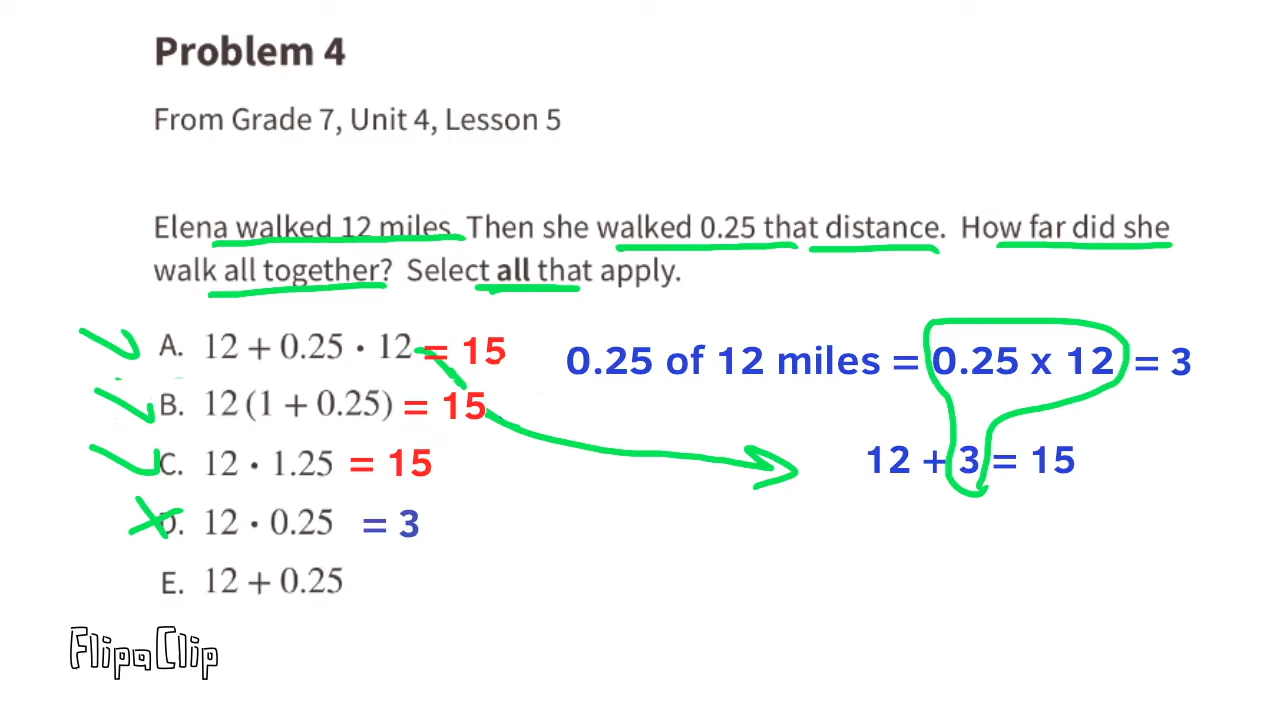 Problem 4
From Grade 7, Unit 4, Lesson 5
Elena walked 12 miles. Then she walked 0.25 that distance. How far did she
walk all together? Select all that apply.
A. 12 + 0.25 · 12 = 15
0.25 of 12 miles = 0.25 x 12 = 3
B. 12 (1 + 0.25) = 15
C. 12 · 1.25 = 15
12 + 3 = 15
D. 12 · 0.25 = 3
E. 12 + 0.25
FlipaClip